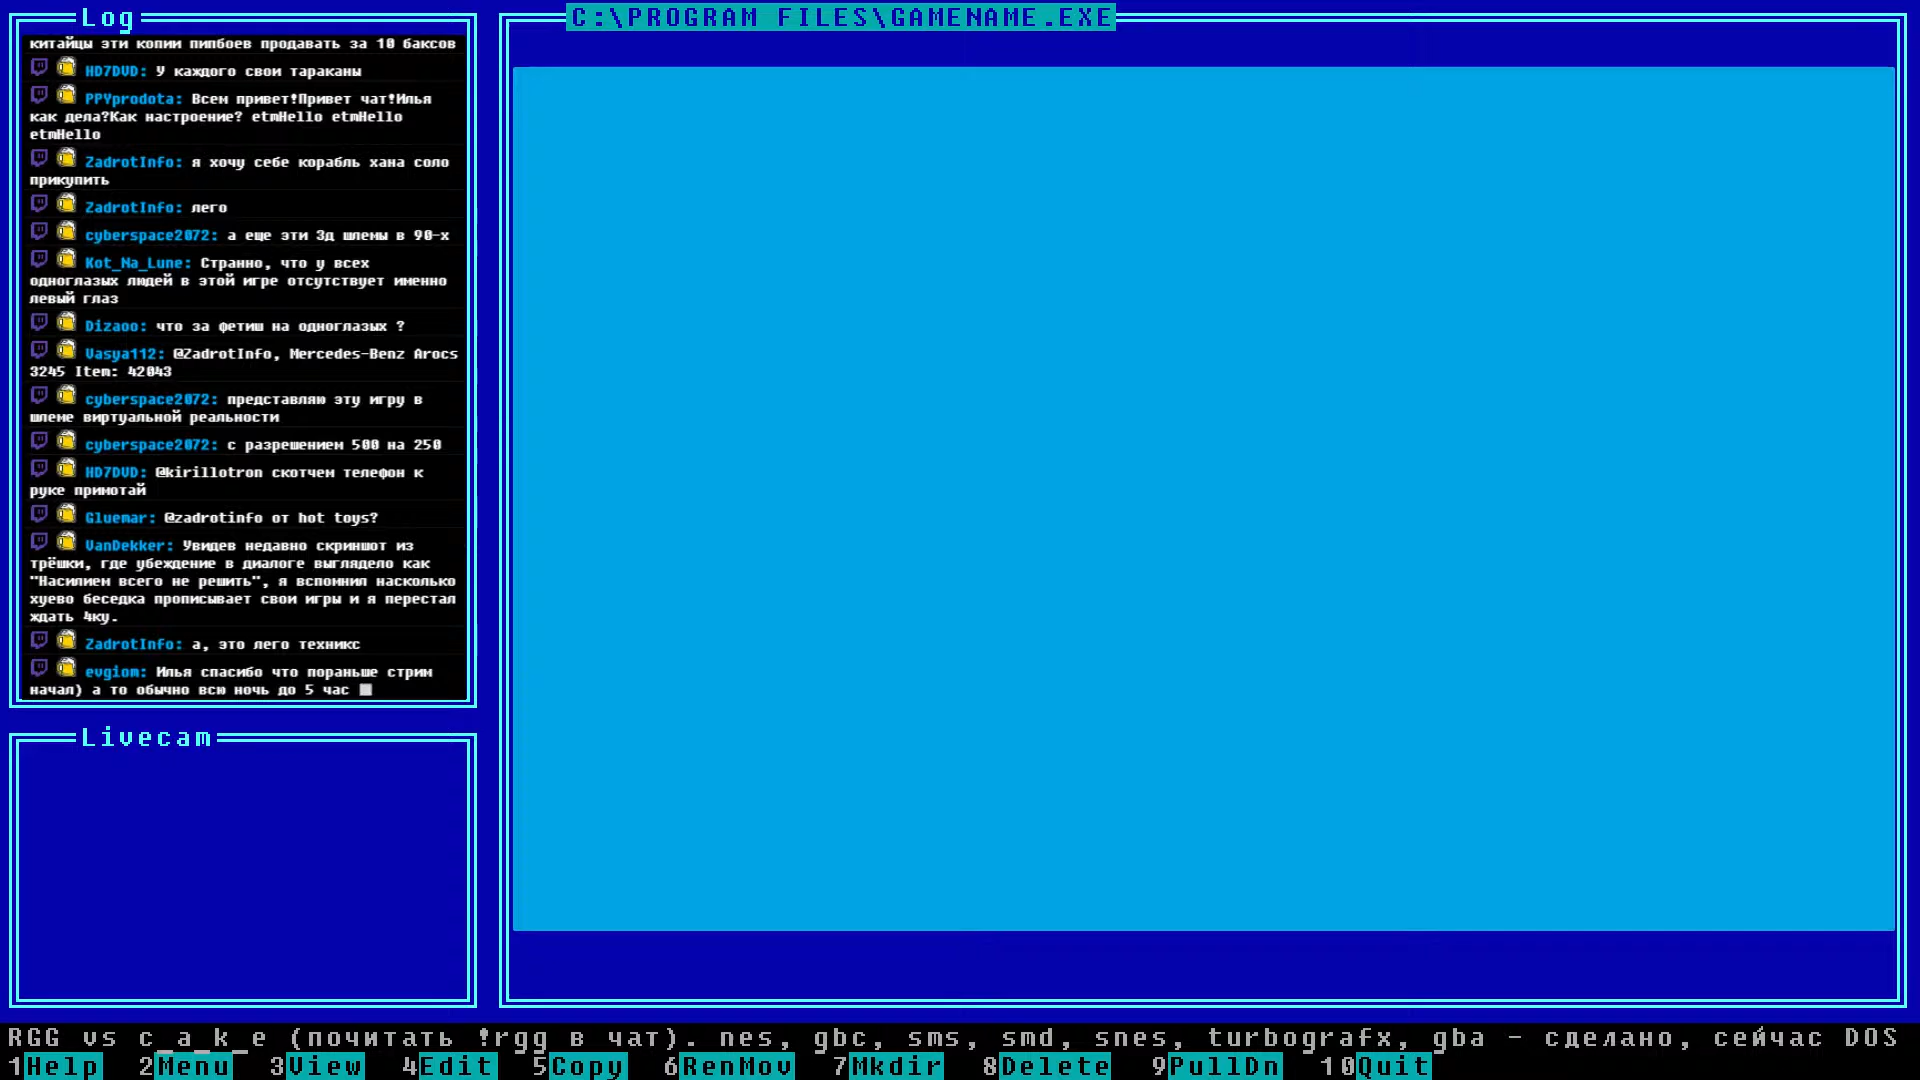 Log
китайцы эти копии пипбоев продавать за 10 баксов
HD7DVD: У каждого свои тараканы
PPYprodota: Всем привет!Привет чат!Илья
как дела?Как настроение? etmHello etmHello
etmHello
ZadrotInfo: я хочу себе корабль хана соло
прикупить
ZadrotInfo: лего
cyberspace2072: а еще эти 3д шлемы в 90-х
Kot_Na_Lune: Странно, что у всех
одноглазых людей в этой игре отсутствует именно
левый глаз
Dizaoo: что за фетиш на одноглазых ?
Vasya112: @ZadrotInfo, Mercedes-Benz Arocs
3245 Item: 42043
cyberspace2072: представляю эту игру в
шлеме виртуальной реальности
cyberspace2072: с разрешением 500 на 250
HD7DVD: @kirillotron скотчем телефон к
руке примотай
Gluemar: @zadrotinfo от hot toys?
VanDekker: Увидев недавно скриншот из
трёшки, где убеждение в диалоге выглядело как
"Насилием всего не решить", я вспомнил насколько
хуево беседка прописывает свои игры и я перестал
ждать 4ку.
ZadrotInfo: а, это лего техникс
evgiom: Илья спасибо что пораньше стрим
начал) а то обычно всю ночь до 5 час
Livecam
C:\PROGRAM FILES\GAMENAME.EXE
RGG vs c_a_k_e (почитать !rgg в чат). nes, gbc, sms, smd, snes, turbografx, gba - сделано, сейчас DOS
1Help 2Menu 3View 4Edit 5Copy 6RenMov 7Mkdir 8Delete 9PullDn 10Quit